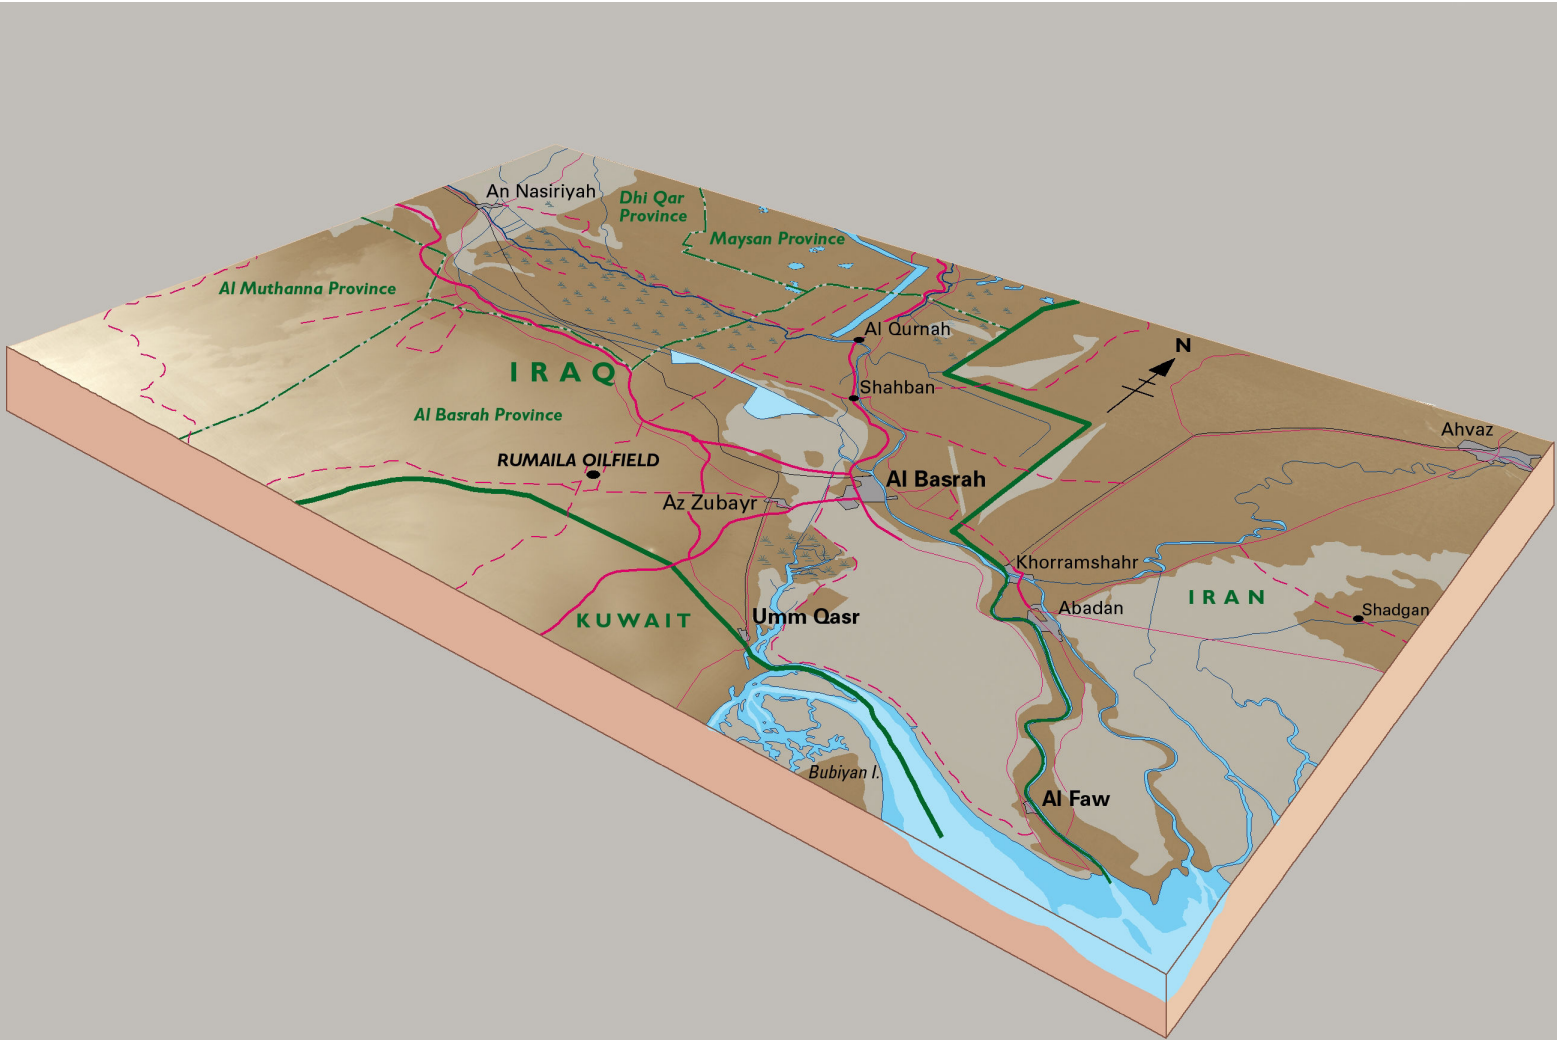 An Nasiriyah
Dhi Qar
Province
Maysan Province
Al Muthanna Province
Al Qurnah
N
IRAQ
Shahban
Al Basrah Province
Ahvaz
RUMAILA OILFIELD
Al Basrah
Az Zubayr
Khorramshahr
IRAN
Abadan
Shadgan
Umm Qasr
KUWAIT
Bubiyan I.
Al Faw